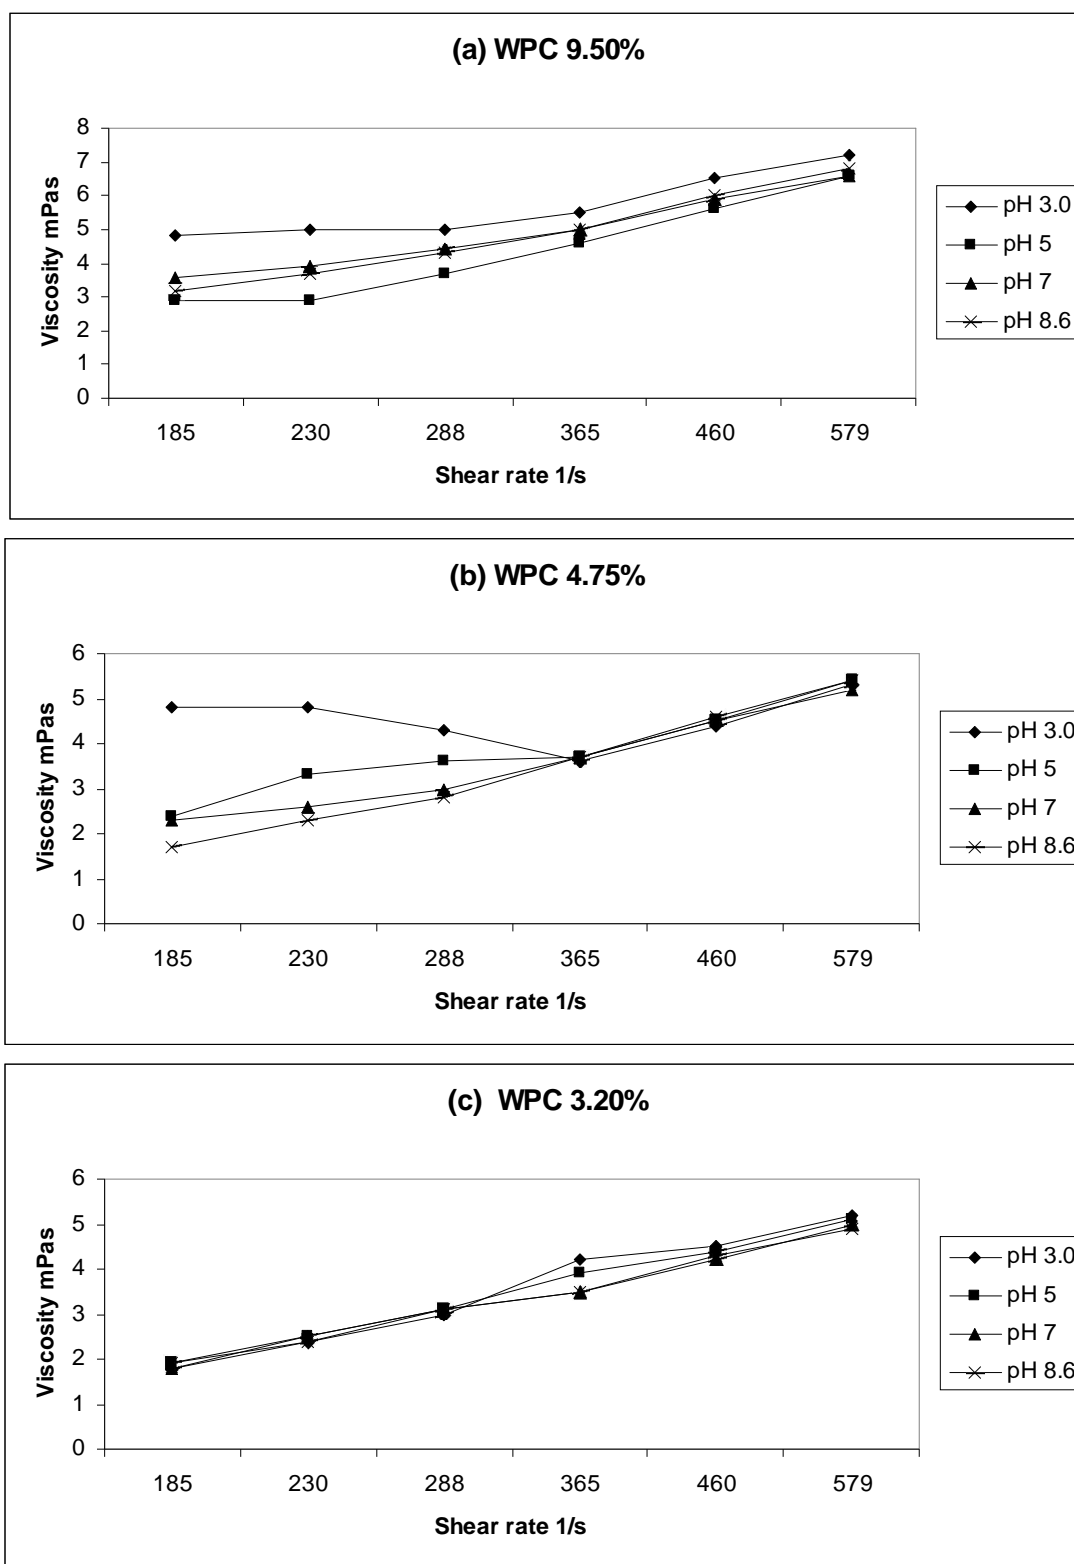 (a) WPC 9.50%
8
7
6
5
4
3
2
1
0
Viscosity mPas
185 230 288 365 460 579
Shear rate 1/s
pH 3.0
pH 5
pH 7
pH 8.6
(b) WPC 4.75%
6
5
4
3
2
1
0
Viscosity mPas
185 230 288 365 460 579
Shear rate 1/s
pH 3.0
pH 5
pH 7
pH 8.6
(c) WPC 3.20%
6
5
4
3
2
1
0
Viscosity mPas
185 230 288 365 460 579
Shear rate 1/s
pH 3.0
pH 5
pH 7
pH 8.6